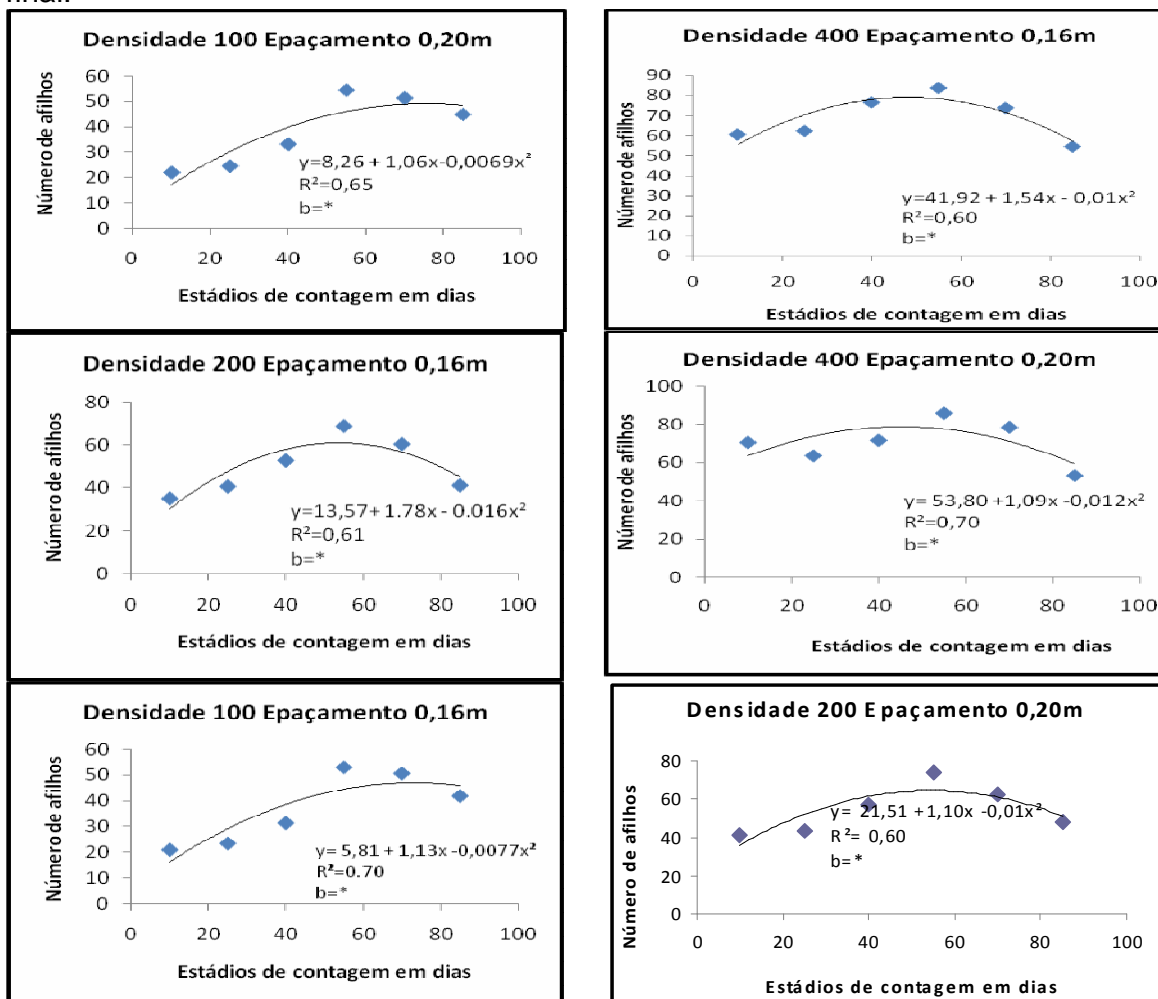 final.
Densidade 100 Epaçamento 0,20m
Número de afilhos
60
50
40
30
20
10
0
y=8,26 + 1,06x-0,0069x²
R²=0,65
b=*
0 20 40 60 80 100
Estádios de contagem em dias
Densidade 400 Epaçamento 0,16m
Número de afilhos
90
80
70
60
50
40
30
20
10
0
y=41,92 + 1,54x - 0,01x²
R²=0,60
b=*
0 20 40 60 80 100
Estádios de contagem em dias
Densidade 200 Epaçamento 0,16m
Número de afilhos
80
60
40
20
0
y=13,57+ 1.78x - 0.016x²
R²=0,61
b=*
0 20 40 60 80 100
Estádios de contagem em dias
Densidade 400 Epaçamento 0,20m
Número de afilhos
100
80
60
40
20
0
y= 53,80 +1,09x -0,012x²
R²=0,70
b=*
0 20 40 60 80 100
Estádios de contagem em dias
Densidade 100 Epaçamento 0,16m
Número de afilhos
60
50
40
30
20
10
0
y= 5,81 + 1,13x -0,0077x²
R²=0.70
b=*
0 20 40 60 80 100
Estádios de contagem em dias
Densidade 200 Epaçamento 0,20m
Número de afilhos
80
60
40
20
0
y= 21,51 +1,10x -0,01x²
R²= 0,60
b=*
0 20 40 60 80 100
Estádios de contagem em dias